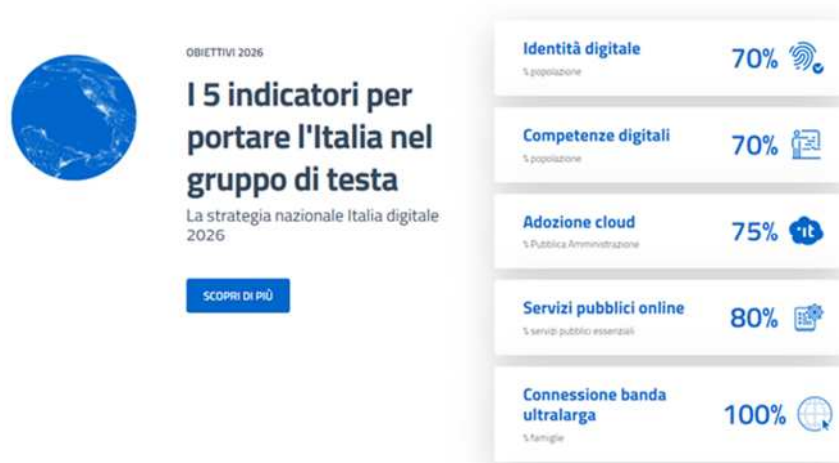 OBIETTIVI 2026
I 5 indicatori per
portare l'Italia nel
gruppo di testa
La strategia nazionale Italia digitale
2026
SCOPRI DI PIÙ
Identità digitale
70%
% popolazione
Competenze digitali
70%
% popolazione
Adozione cloud
75%
it
% Pubblica Amministrazione
Servizi pubblici online
80%
% servizi pubblici essenziali
Connessione banda
ultralarga
100%
% famiglie